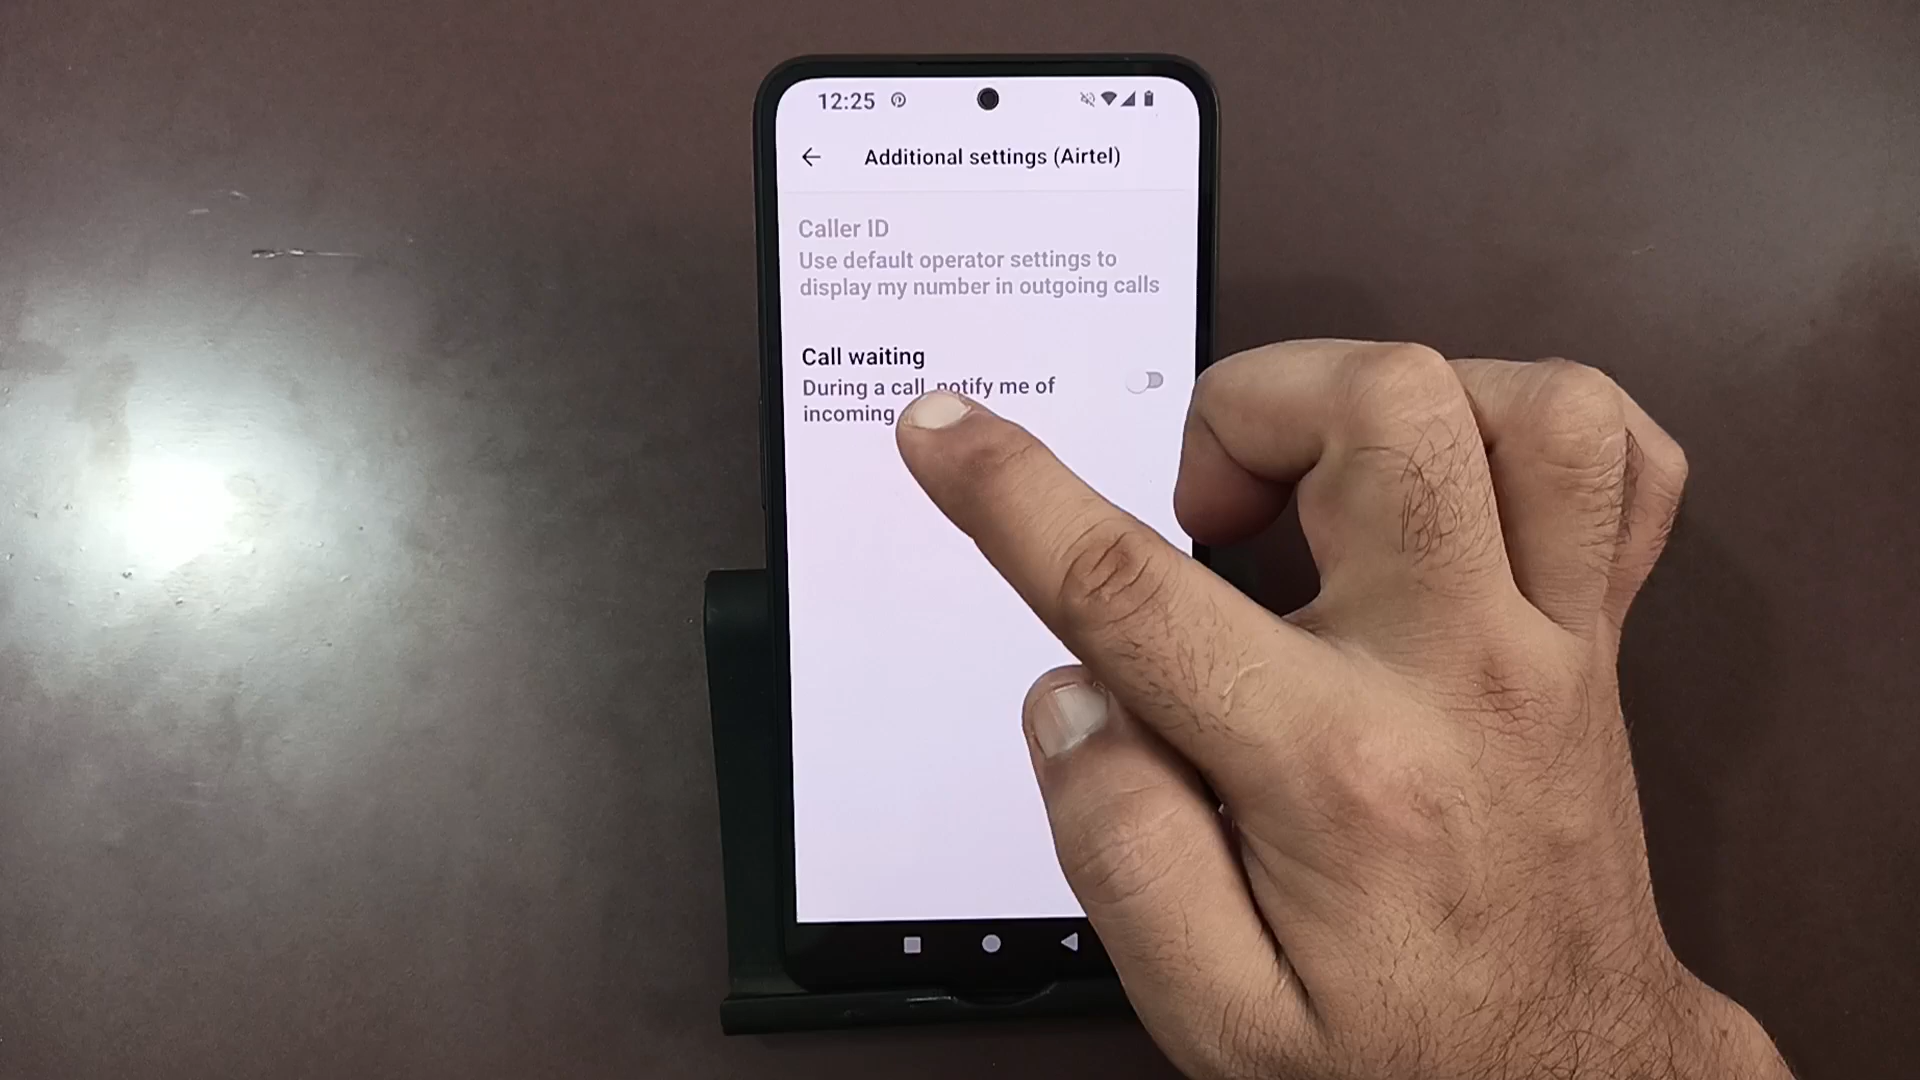 12:25
Additional settings (Airtel)
Caller ID
Use default operator settings to
display my number in outgoing calls
Call waiting
During a call, notify me of
incoming